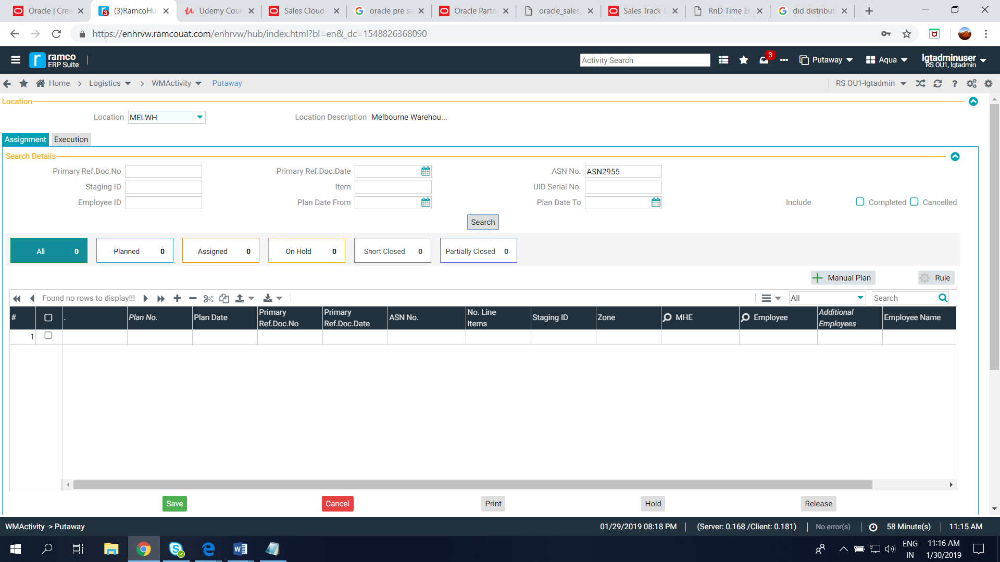 Oracle | Crea
(3)RamcoHu
Udemy Cour
Sales Cloud
oracle pre sa
Oracle Partn
oracle_sales_
Sales Track
RnD Time En
did distribut
https://enhrvw.ramcouat.com/enhrvw/hub/index.html?bl=en&_dc=1548826368090
ramco
ERP Suite
Activity Search
3
Putaway
Aqua
lgtadminuser
RS OU1, lgtadmin
Home > Logistics > WMActivity Putaway
RS OU1-lgtadmin
?
Location
Location MELWH
Location Description Melbourne Warehou...
Assignment Execution
Search Details
Primary Ref.Doc.No Primary Ref.Doc.Date ASN No. ASN2955
Staging ID Item UID Serial No.
Employee ID Plan Date From Plan Date To Include Completed Cancelled
Search
All 0 Planned 0 Assigned 0 On Hold 0 Short Closed 0 Partially Closed 0
Manual Plan Rule
Found no rows to display!!! All Search
# . Plan No. Plan Date Primary Ref.Doc.No Primary Ref.Doc.Date ASN No. No. Line Items Staging ID Zone MHE Employee Additional Employees Employee Name
1
Save Cancel Print Hold Release
WMActivity -> Putaway 01/29/2019 08:18 PM (Server: 0.168 /Client: 0.181) No error(s) 58 Minute(s) 11:15 AM
ENG
IN
11:16 AM
1/30/2019